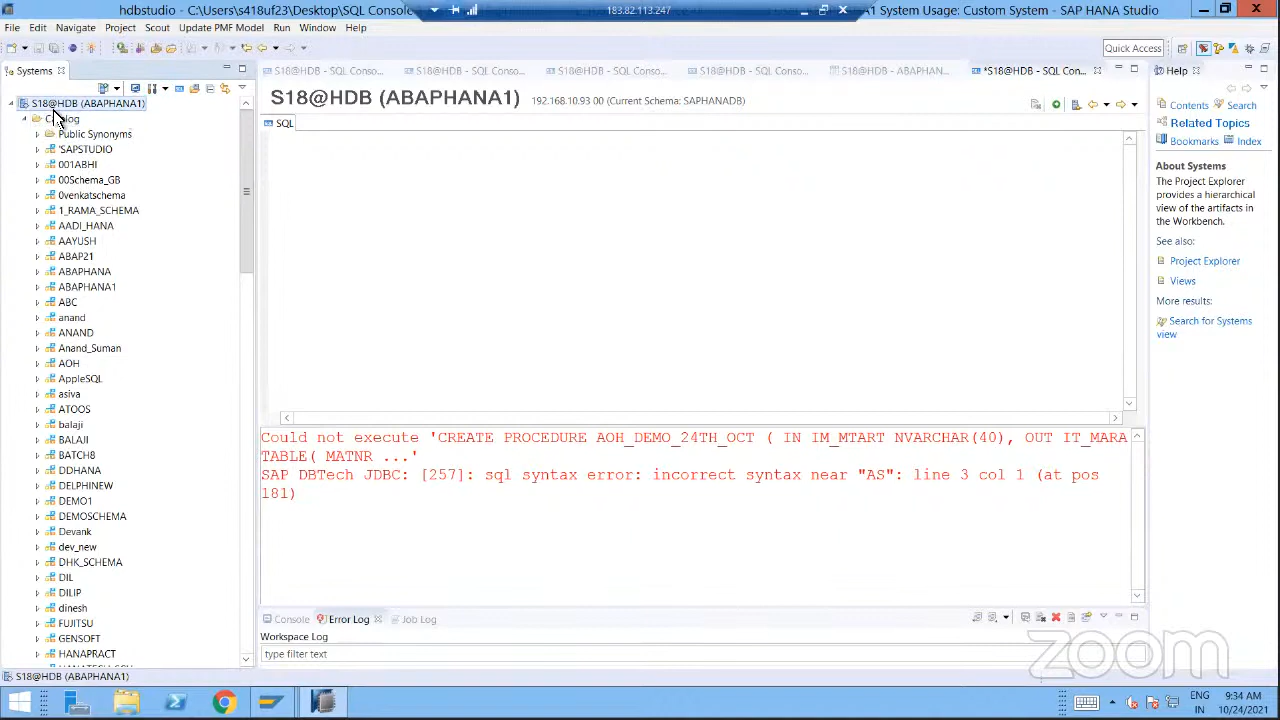 hdbstudio - C:\Users\s418uf23\Desktop\SQL Console
183.82.113.247
A1 System Usage: Custom system - SAP HANA Studio
File Edit Navigate Project Scout Update PMF Model Run Window Help
Quick Access
Systems
S18@HDB - SQL Conso...
S18@HDB - SQL Conso...
S18@HDB - SQL Conso...
S18@HDB - SQL Conso...
S18@HDB - ABAPHAN...
*S18@HDB - SQL Con...
Help
S18@HDB (ABAPHANA1)
Public Synonyms
'SAPSTUDIO
001ABHI
00Schema_GB
0venkatschema
1_RAMA_SCHEMA
AADI_HANA
AAYUSH
ABAP21
ABAPHANA
ABAPHANA1
ABC
anand
ANAND
Anand_Suman
AOH
AppleSQL
asiva
ATOOS
balaji
BALAJI
BATCH8
DDHANA
DELPHINEW
DEMO1
DEMOSCHEMA
Devank
dev_new
DHK_SCHEMA
DIL
DILIP
dinesh
FUJITSU
GENSOFT
HANAPRACT
S18@HDB (ABAPHANA1)
S18@HDB (ABAPHANA1) 192.168.10.93 00 (Current Schema: SAPHANADB)
SQL
Could not execute 'CREATE PROCEDURE AOH_DEMO_24TH_OCT ( IN IM_MTART NVARCHAR(40), OUT IT_MARA
TABLE( MATNR ...'
SAP DBTech JDBC: [257]: sql syntax error: incorrect syntax near "AS": line 3 col 1 (at pos
181)
Console Error Log Job Log
Workspace Log
type filter text
Contents Search
Related Topics
Bookmarks Index
About Systems
The Project Explorer
provides a hierarchical
view of the artifacts in
the Workbench.
See also:
Project Explorer
Views
More results:
Search for Systems
view
zoom
ENG
IN
9:34 AM
10/24/2021